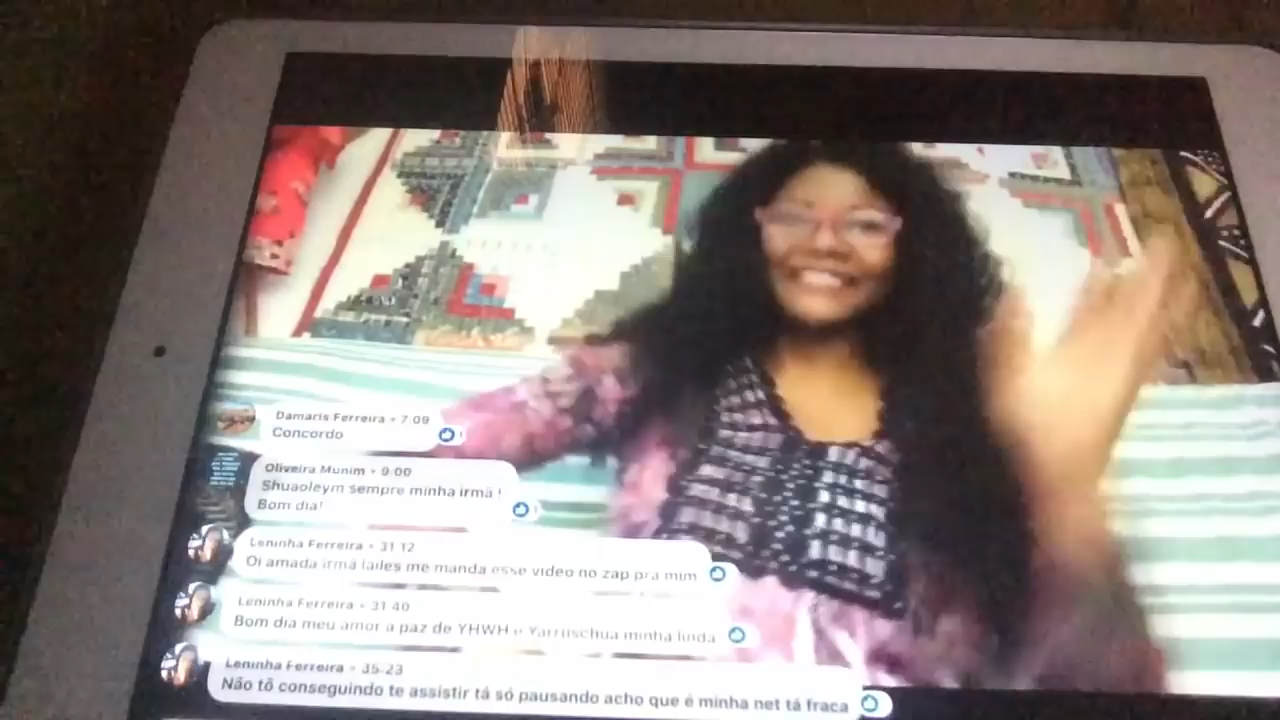 Damaris Ferreira • 7:09
Concordo
Oliveira Munim • 9:00
Shuaoleym sempre minha irmã !
Bom dia!
Leninha Ferreira • 31:12
Oi amada irmã lailes me manda esse video no zap pra mim
Leninha Ferreira • 31:40
Bom dia meu amor a paz de YHWH e Yarruschua minha linda
Leninha Ferreira • 35:23
Não tô conseguindo te assistir tá só pausando acho que é minha net tá fraca